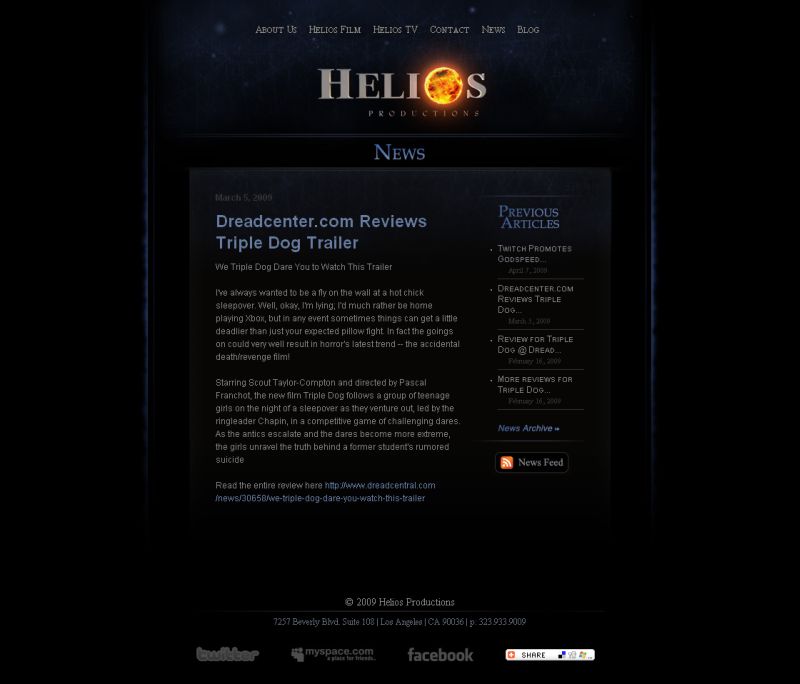 About Us Helios Film Helios TV Contact News Blog
HELIOS
PRODUCTIONS
News
March 5, 2009
Dreadcenter.com Reviews
Triple Dog Trailer
We Triple Dog Dare You to Watch This Trailer
I've always wanted to be a fly on the wall at a hot chick
sleepover. Well, okay, I'm lying; I'd much rather be home
playing Xbox, but in any event sometimes things can get a little
deadlier than just your expected pillow fight. In fact the goings
on could very well result in horror's latest trend -- the accidental
death/revenge film!
Starring Scout Taylor-Compton and directed by Pascal
Franchot, the new film Triple Dog follows a group of teenage
girls on the night of a sleepover as they venture out, led by the
ringleader Chapin, in a competitive game of challenging dares.
As the antics escalate and the dares become more extreme,
the girls unravel the truth behind a former student's rumored
suicide
Read the entire review here http://www.dreadcentral.com
/news/30658/we-triple-dog-dare-you-watch-this-trailer
Previous
Articles
Twitch Promotes
Godspeed...
April 7, 2009
Dreadcenter.com
Reviews Triple
Dog...
March 5, 2009
Review for Triple
Dog @ Dread...
February 16, 2009
More reviews for
Triple Dog...
February 16, 2009
News Archive
News Feed
© 2009 Helios Productions
7257 Beverly Blvd. Suite 108 | Los Angeles | CA 90036 | p: 323.933.9009
twitter
myspace.com
a place for friends.
facebook
SHARE